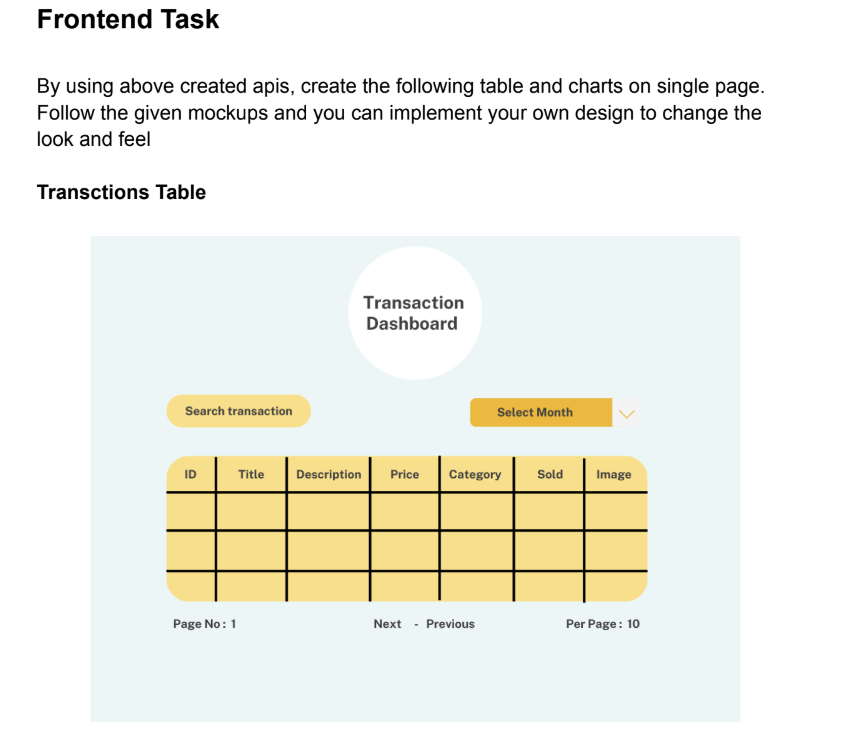 Frontend Task
By using above created apis, create the following table and charts on single page.
Follow the given mockups and you can implement your own design to change the
look and feel
Transctions Table
Transaction
Dashboard
Search transaction
Select Month
ID Title Description Price Category Sold Image
Page No : 1 Next - Previous Per Page : 10